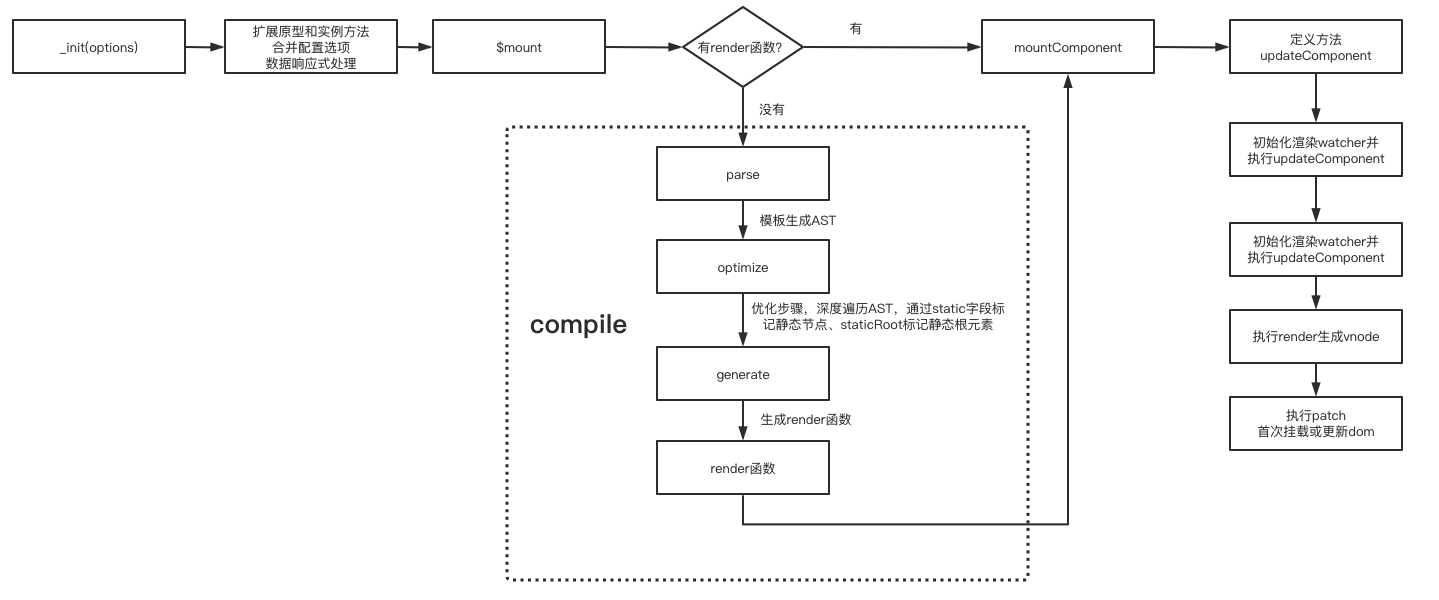 _init(options)
扩展原型和实例方法
合并配置选项
数据响应式处理
$mount
有render函数?
有
mountComponent
定义方法
updateComponent
没有
parse
模板生成AST
optimize
优化步骤，深度遍历AST，通过static字段标
记静态节点、staticRoot标记静态根元素
compile
generate
生成render函数
render函数
初始化渲染watcher并
执行updateComponent
初始化渲染watcher并
执行updateComponent
执行render生成vnode
执行patch
首次挂载或更新dom